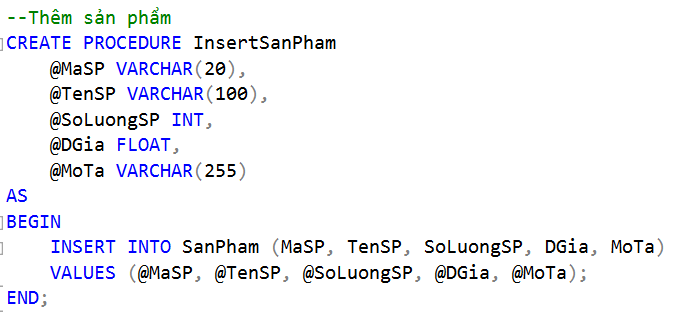 --Thêm sản phẩm
CREATE PROCEDURE InsertSanPham
    @MaSP VARCHAR(20),
    @TenSP VARCHAR(100),
    @SoLuongSP INT,
    @DGia FLOAT,
    @MoTa VARCHAR(255)
AS
BEGIN
    INSERT INTO SanPham (MaSP, TenSP, SoLuongSP, DGia, MoTa)
    VALUES (@MaSP, @TenSP, @SoLuongSP, @DGia, @MoTa);
END;